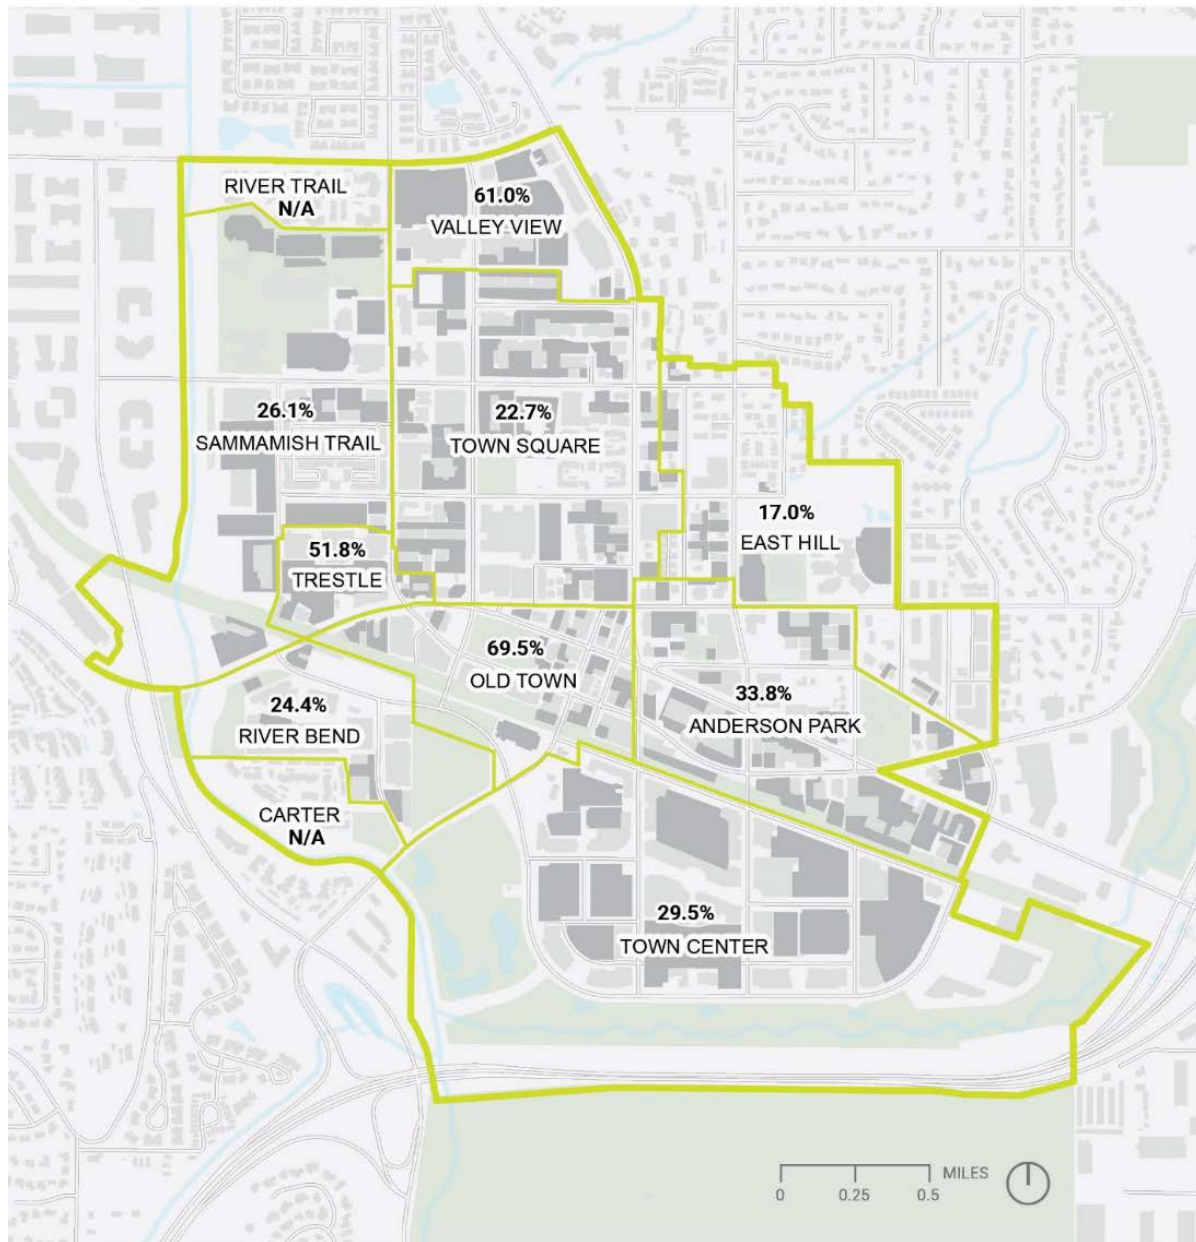 RIVER TRAIL
N/A
61.0%
VALLEY VIEW
26.1%
SAMMAMISH TRAIL
22.7%
TOWN SQUARE
17.0%
EAST HILL
51.8%
TRESTLE
69.5%
OLD TOWN
33.8%
ANDERSON PARK
24.4%
RIVER BEND
CARTER
N/A
29.5%
TOWN CENTER
MILES
0 0.25 0.5